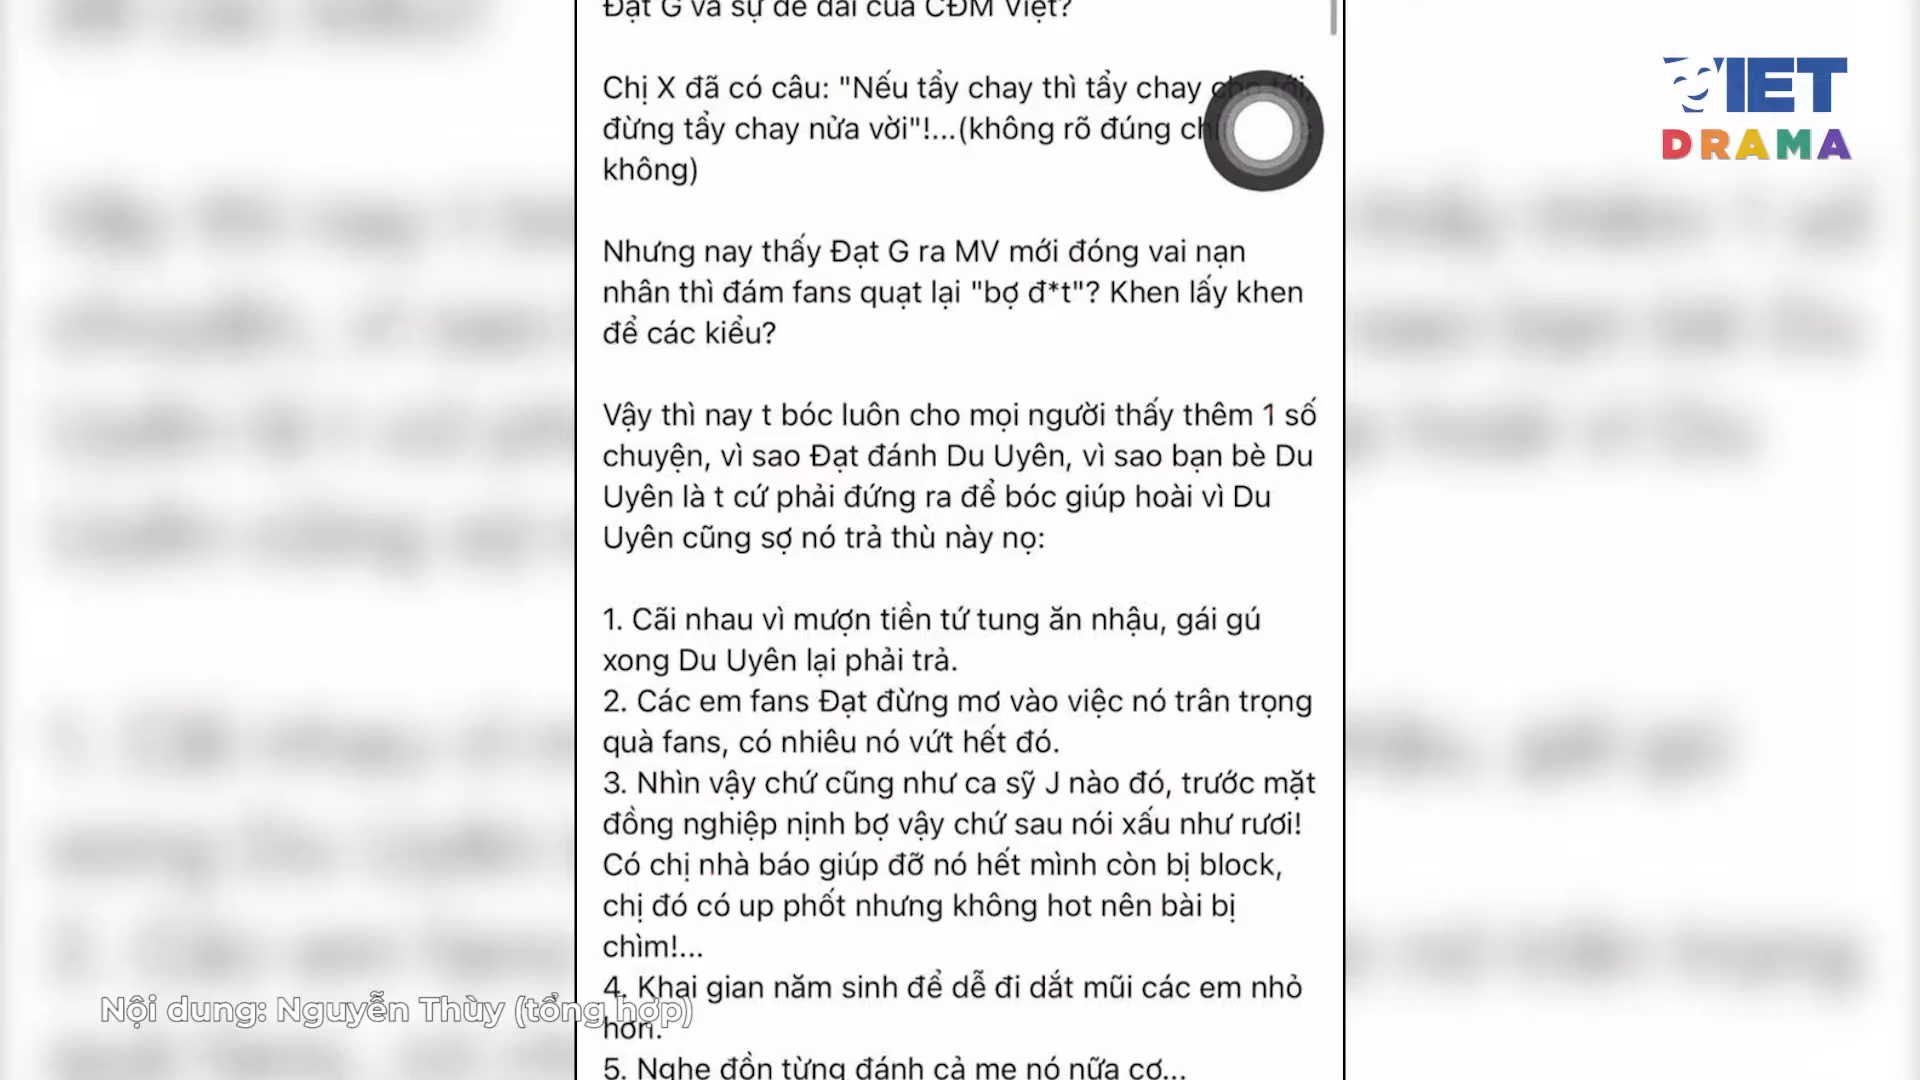 Đạt G và sự dễ dãi của CĐM Việt?
Chị X đã có câu: "Nếu tẩy chay thì tẩy chay cho tới,
đừng tẩy chay nửa vời"!...(không rõ đúng
không)
Nhưng nay thấy Đạt G ra MV mới đóng vai nạn
nhân thì đám fans quạt lại "bợ đ*t"? Khen lấy khen
để các kiểu?
Vậy thì nay t bóc luôn cho mọi người thấy thêm 1 số
chuyện, vì sao Đạt đánh Du Uyên, vì sao bạn bè Du
Uyên là t cứ phải đứng ra để bóc giúp hoài vì Du
Uyên cũng sợ nó trả thù này nọ:
1. Cãi nhau vì mượn tiền tứ tung ăn nhậu, gái gú
xong Du Uyên lại phải trả.
2. Các em fans Đạt đừng mơ vào việc nó trân trọng
quà fans, có nhiêu nó vứt hết đó.
3. Nhìn vậy chứ cũng như ca sỹ J nào đó, trước mặt
đồng nghiệp nịnh bợ vậy chứ sau nói xấu như rươi!
Có chị nhà báo giúp đỡ nó hết mình còn bị block,
chị đó có up phốt nhưng không hot nên bài bị
chìm!...
4. Khai gian năm sinh để dễ đi dắt mũi các em nhỏ
hơn.
5. Nghe đồn từng đánh cả mẹ nó nữa cơ...
VIET
DRAMA
Nội dung: Nguyễn Thùy (tổng hợp)